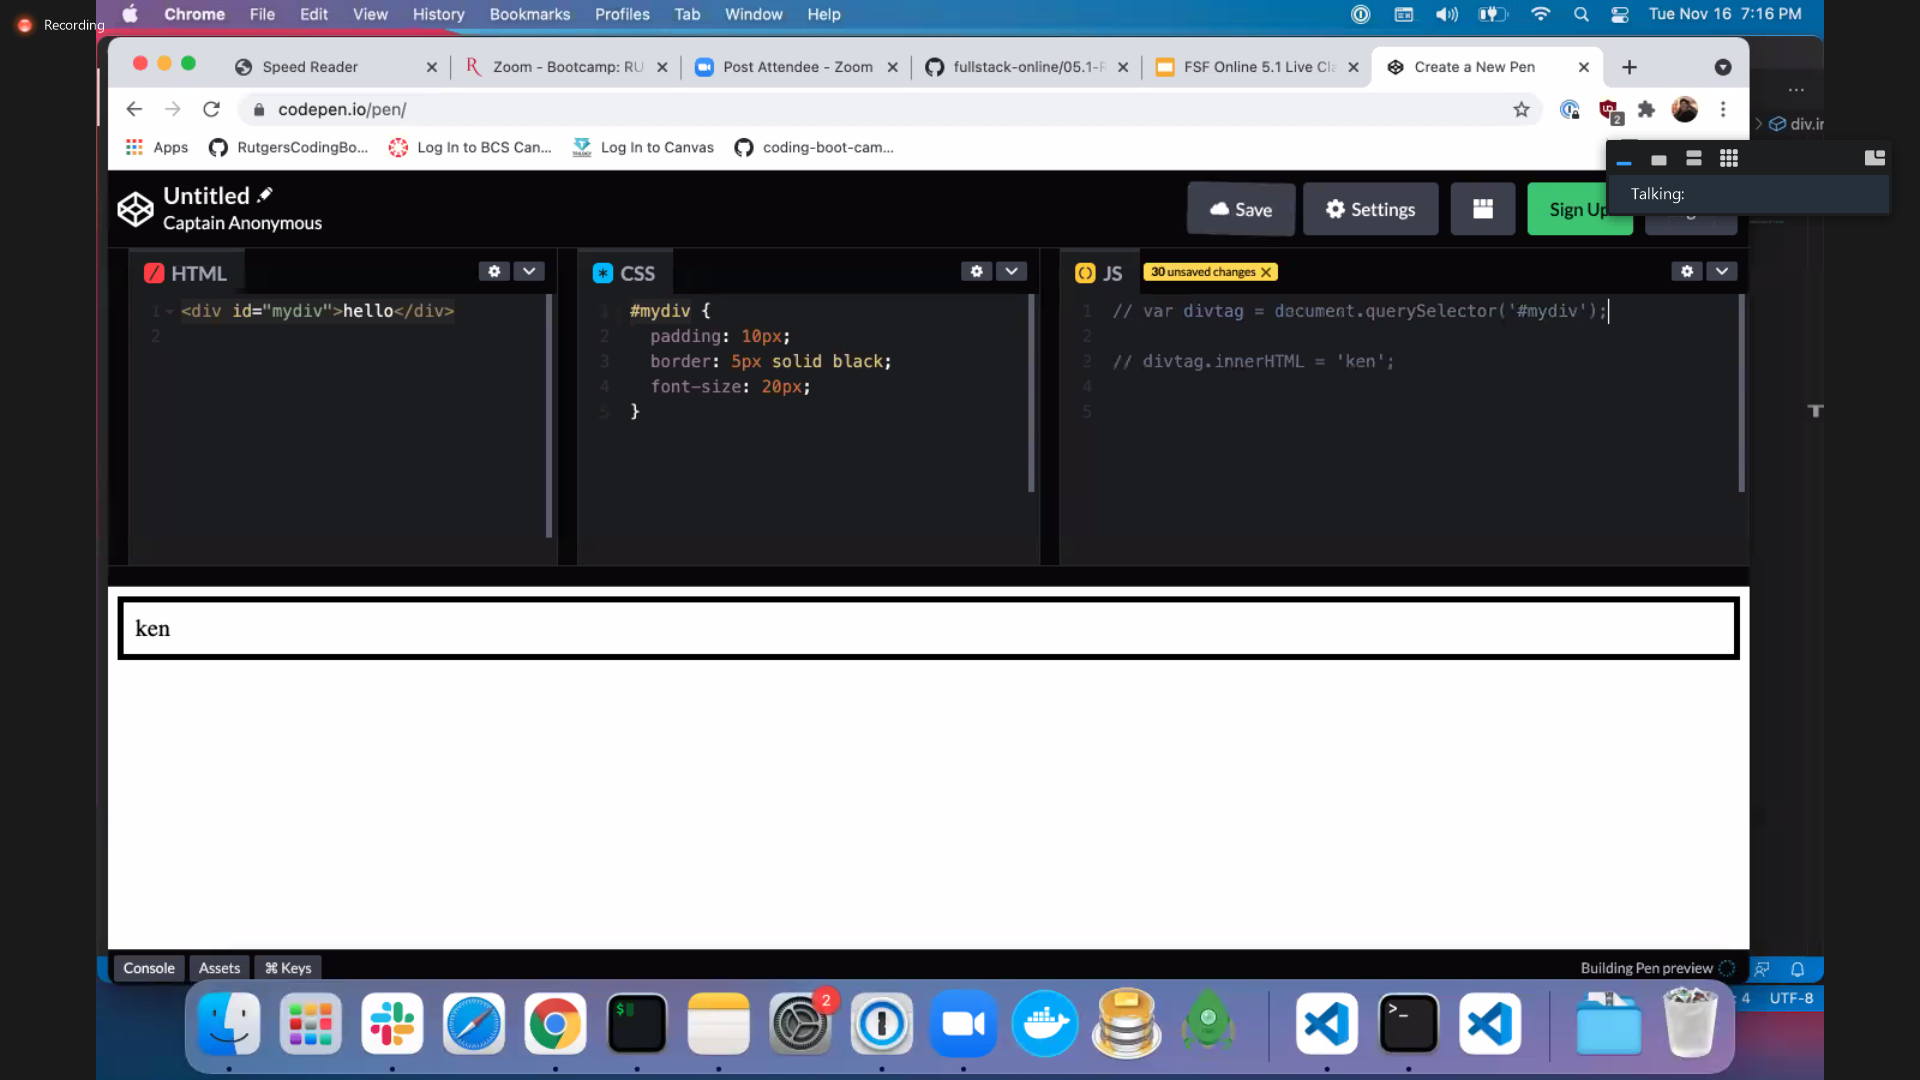 Recording
Chrome File Edit View History Bookmarks Profiles Tab Window Help
Tue Nov 16 7:16 PM
Speed Reader
Zoom - Bootcamp: RU
Post Attendee - Zoom
fullstack-online/05.1-F
FSF Online 5.1 Live Cla
Create a New Pen
codepen.io/pen/
2
div.ir
Apps
RutgersCodingBo...
Log In to BCS Can...
Log In to Canvas
coding-boot-cam...
Talking:
Untitled
Captain Anonymous
Save
Settings
Sign Up
HTML
1 <div id="mydiv">hello</div>
2
CSS
1 #mydiv {
2 padding: 10px;
3 border: 5px solid black;
4 font-size: 20px;
5 }
JS
30 unsaved changes X
1 // var divtag = document.querySelector('#mydiv');
2
3 // divtag.innerHTML = 'ken';
4
5
ken
Console
Assets
⌘ Keys
Building Pen preview
: 4 UTF-8
2
$
>_